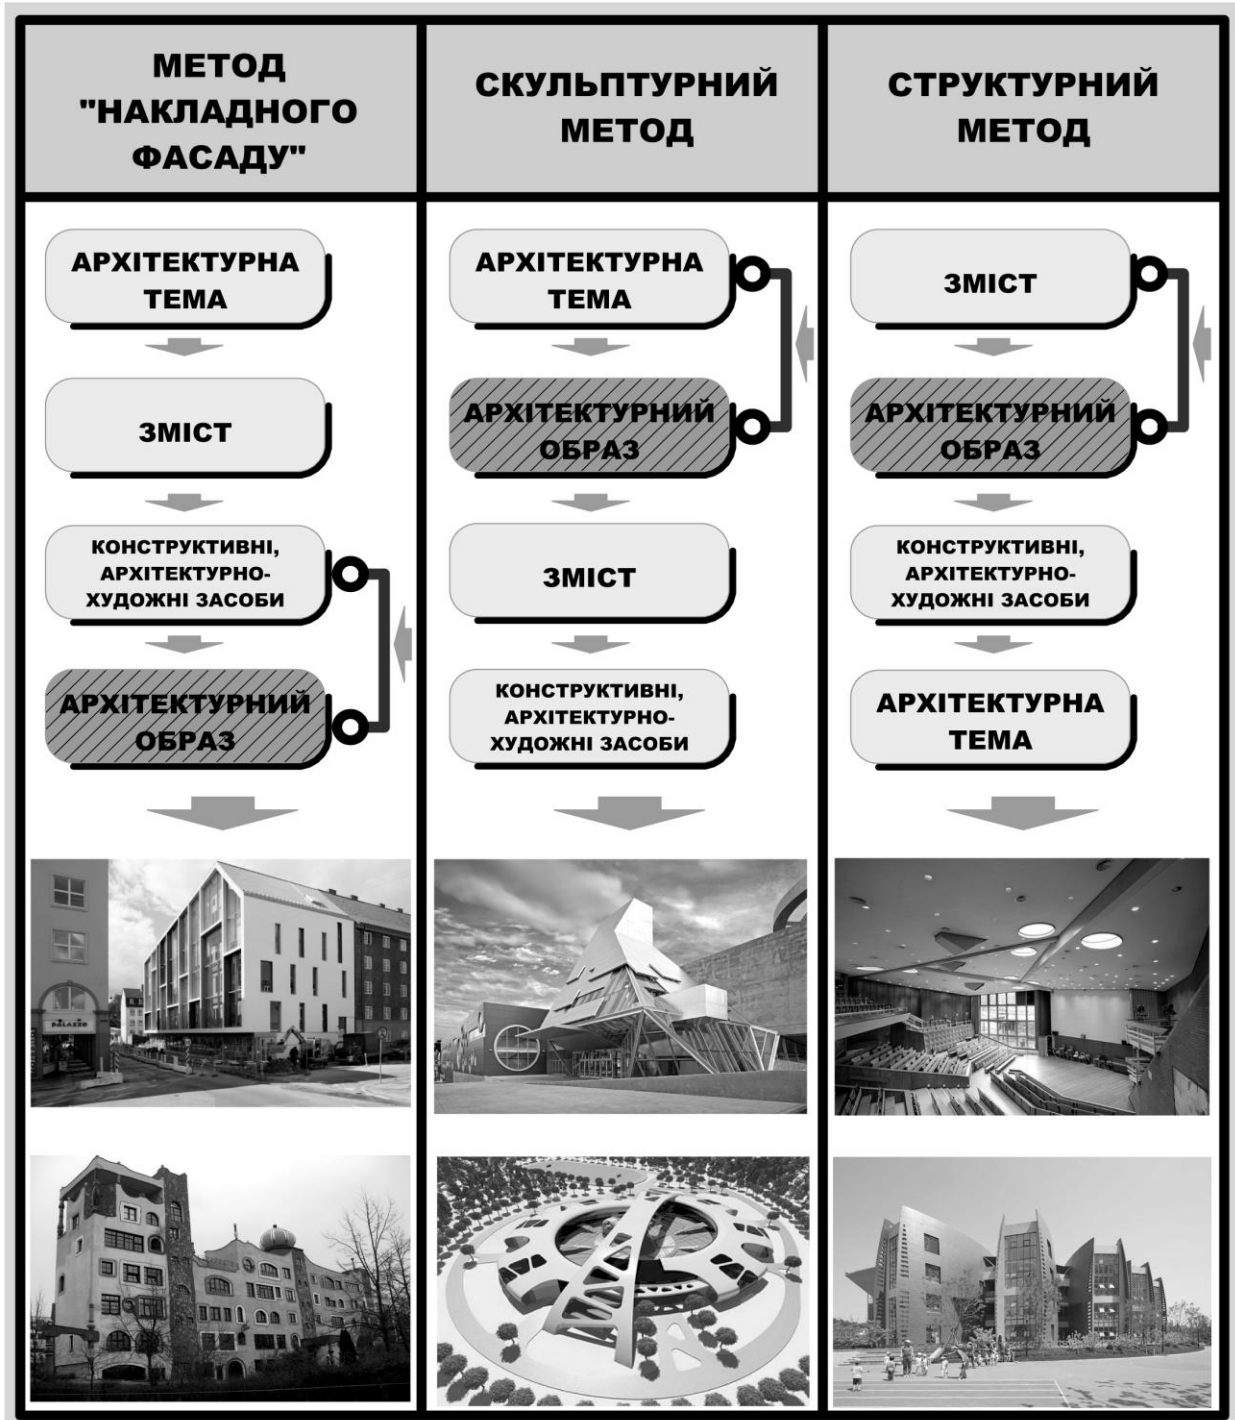 МЕТОД
"НАКЛАДНОГО
ФАСАДУ"
СКУЛЬПТУРНИЙ
МЕТОД
СТРУКТУРНИЙ
МЕТОД
АРХІТЕКТУРНА
ТЕМА
ЗМІСТ
КОНСТРУКТИВНІ,
АРХІТЕКТУРНО-
ХУДОЖНІ ЗАСОБИ
АРХІТЕКТУРНИЙ
ОБРАЗ
АРХІТЕКТУРНА
ТЕМА
АРХІТЕКТУРНИЙ
ОБРАЗ
ЗМІСТ
КОНСТРУКТИВНІ,
АРХІТЕКТУРНО-
ХУДОЖНІ ЗАСОБИ
ЗМІСТ
АРХІТЕКТУРНИЙ
ОБРАЗ
КОНСТРУКТИВНІ,
АРХІТЕКТУРНО-
ХУДОЖНІ ЗАСОБИ
АРХІТЕКТУРНА
ТЕМА
PALAZZO